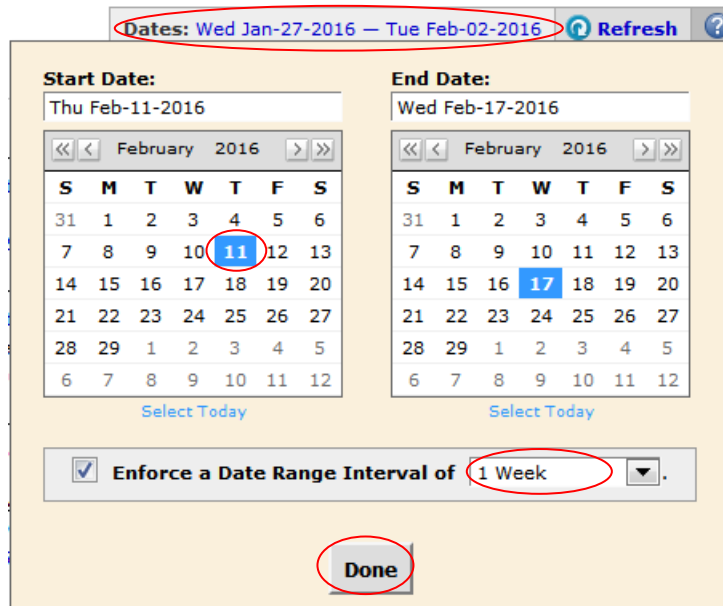 Dates: Wed Jan-27-2016 — Tue Feb-02-2016 Refresh ?
Start Date: End Date:
Thu Feb-11-2016 Wed Feb-17-2016
« < February 2016 > » « < February 2016 > »
S M T W T F S S M T W T F S
31 1 2 3 4 5 6 31 1 2 3 4 5 6
7 8 9 10 11 12 13 7 8 9 10 11 12 13
14 15 16 17 18 19 20 14 15 16 17 18 19 20
21 22 23 24 25 26 27 21 22 23 24 25 26 27
28 29 1 2 3 4 5 28 29 1 2 3 4 5
6 7 8 9 10 11 12 6 7 8 9 10 11 12
Select Today Select Today
Enforce a Date Range Interval of 1 Week .
Done